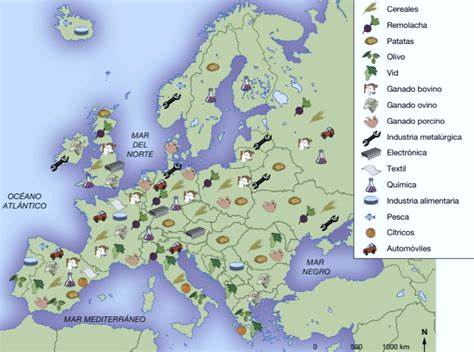 Cereales
Remolacha
Patatas
Olivo
Vid
Ganado bovino
Ganado ovino
Ganado porcino
Industria metalúrgica
Electrónica
Textil
Química
Industria alimentaria
Pesca
Cítricos
Automóviles
MAR
DEL
NORTE
OCÉANO
ATLÁNTICO
MAR
NEGRO
MAR MEDITERRÁNEO
N
0 500 1000 km